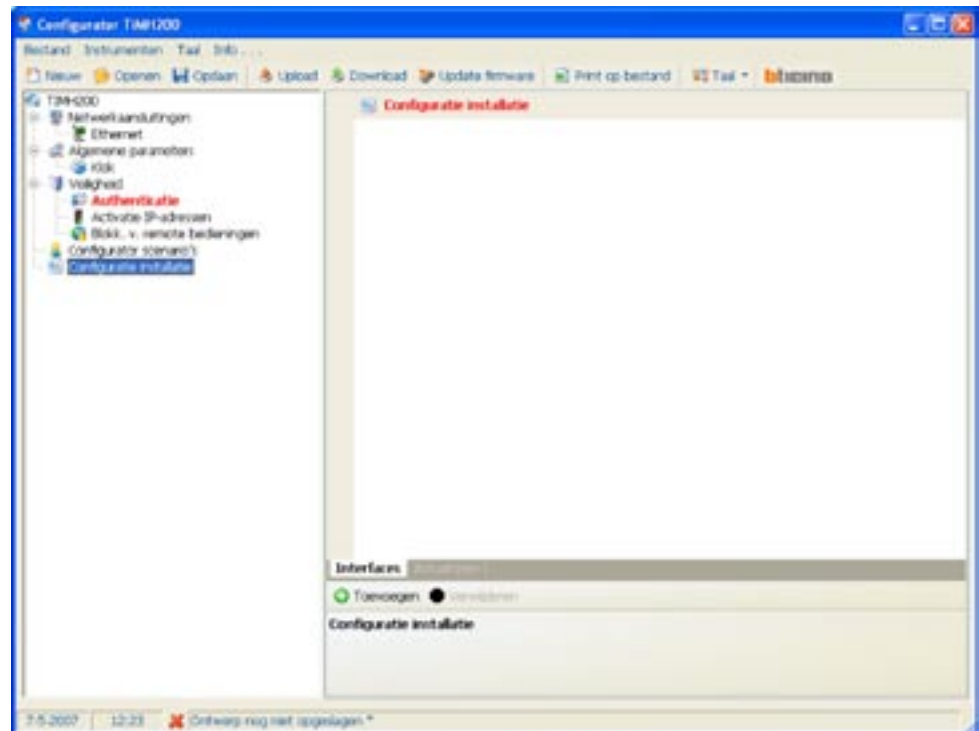 Configurator TiMH200
Bestand Instrumenten Taal Info . . .
Nieuw Openen Opslaan Upload Download Update firmware Print op bestand Taal bticino
TiMH200
Netwerkaansluitingen
Ethernet
Algemene parameters
Klok
Veiligheid
Authenticatie
Activatie IP-adressen
Blokk. v. remote bedieningen
Configurator scenario's
Configuratie installatie
Configuratie installatie
Interfaces
Toevoegen Verwijderen
Configuratie installatie
7-5-2007 12:23 Ontwerp nog niet opgeslagen *